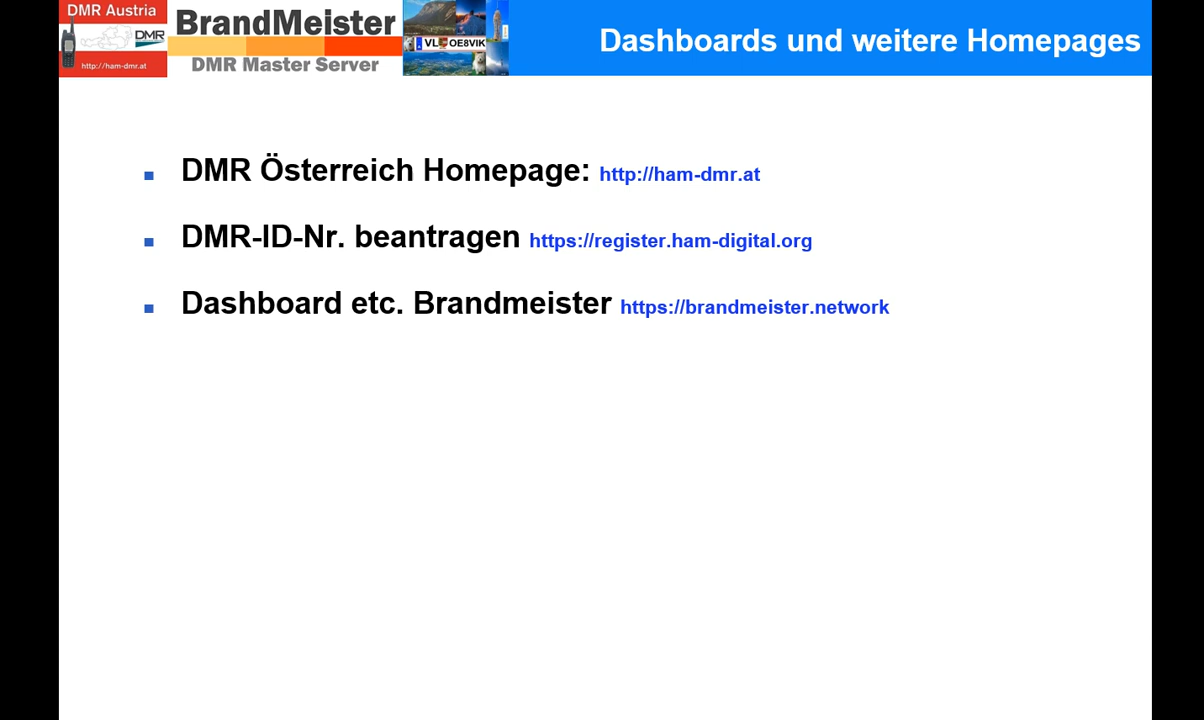 DMR Austria
DMR
http://ham-dmr.at
BrandMeister
DMR Master Server
VL OE8VIK
Dashboards und weitere Homepages
DMR Österreich Homepage: http://ham-dmr.at
DMR-ID-Nr. beantragen https://register.ham-digital.org
Dashboard etc. Brandmeister https://brandmeister.network